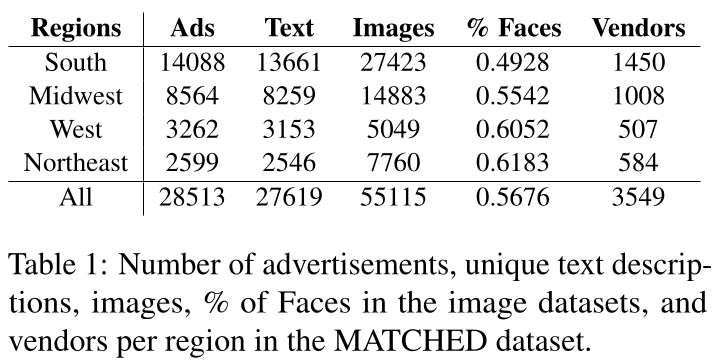 Regions Ads Text Images % Faces Vendors
South 14088 13661 27423 0.4928 1450
Midwest 8564 8259 14883 0.5542 1008
West 3262 3153 5049 0.6052 507
Northeast 2599 2546 7760 0.6183 584
All 28513 27619 55115 0.5676 3549
Table 1: Number of advertisements, unique text descrip-
tions, images, % of Faces in the image datasets, and
vendors per region in the MATCHED dataset.